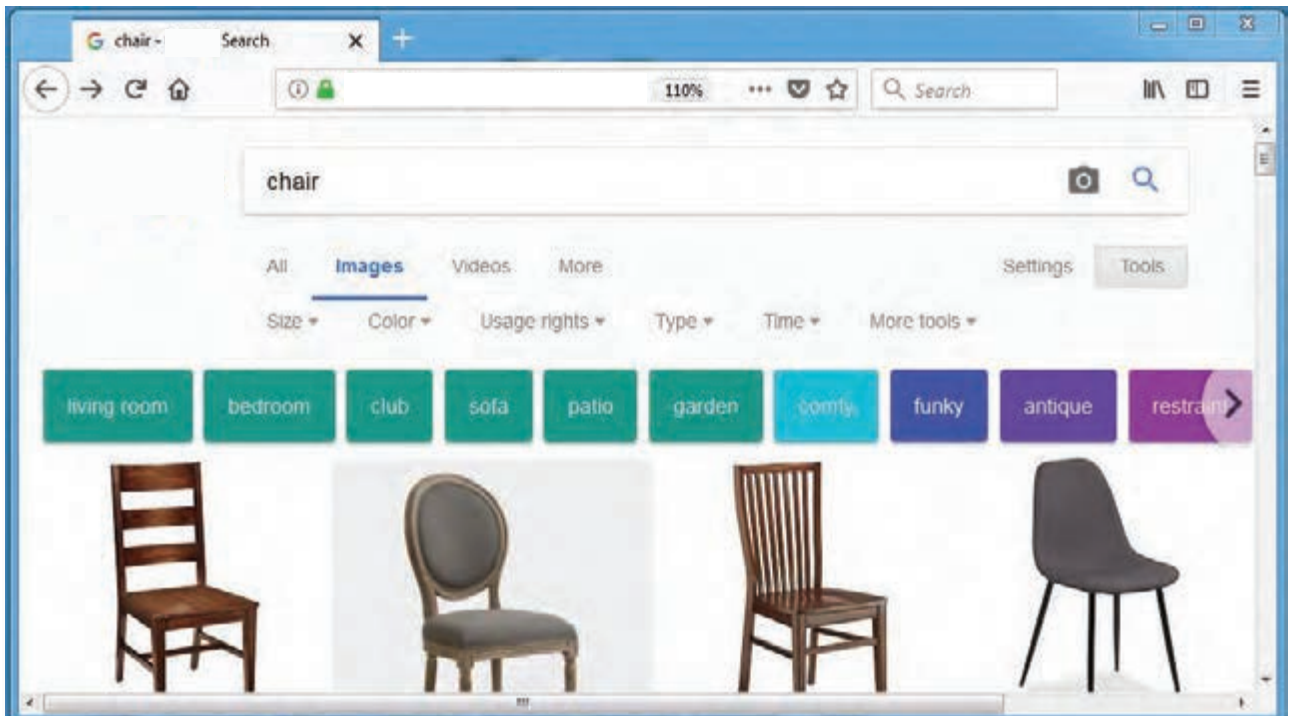 chair - Search
110% Search
chair
All Images Videos More Settings Tools
Size Color Usage rights Type Time More tools
living room bedroom club sofa patio garden comfy funky antique restraint